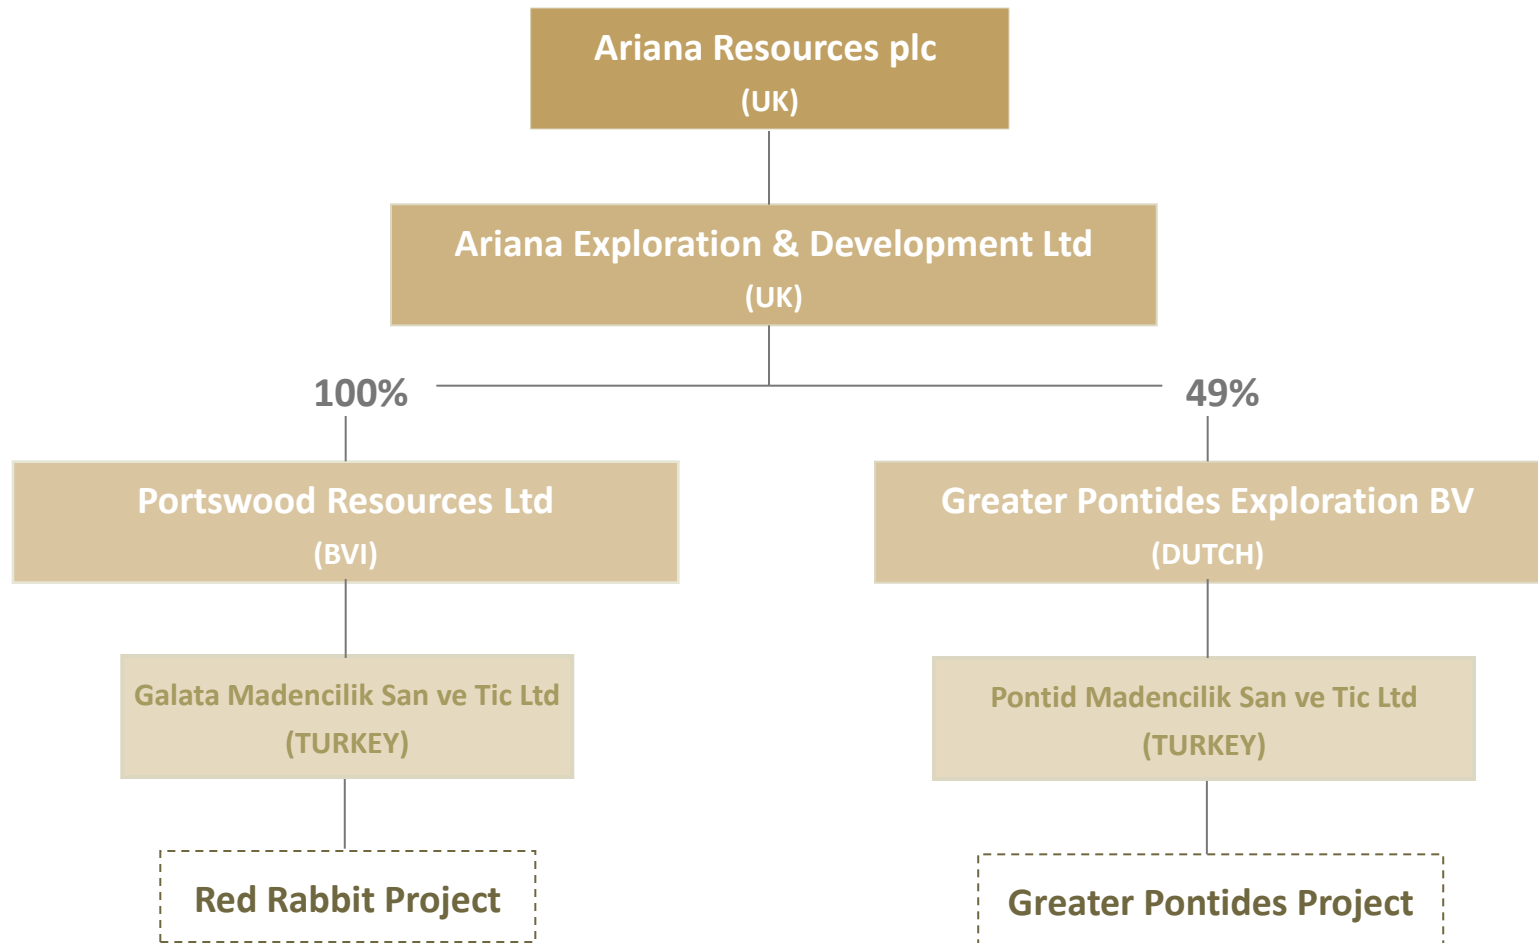 Ariana Resources plc
(UK)
Ariana Exploration & Development Ltd
(UK)
100%
49%
Portswood Resources Ltd
(BVI)
Greater Pontides Exploration BV
(DUTCH)
Galata Madencilik San ve Tic Ltd
(TURKEY)
Pontid Madencilik San ve Tic Ltd
(TURKEY)
Red Rabbit Project
Greater Pontides Project